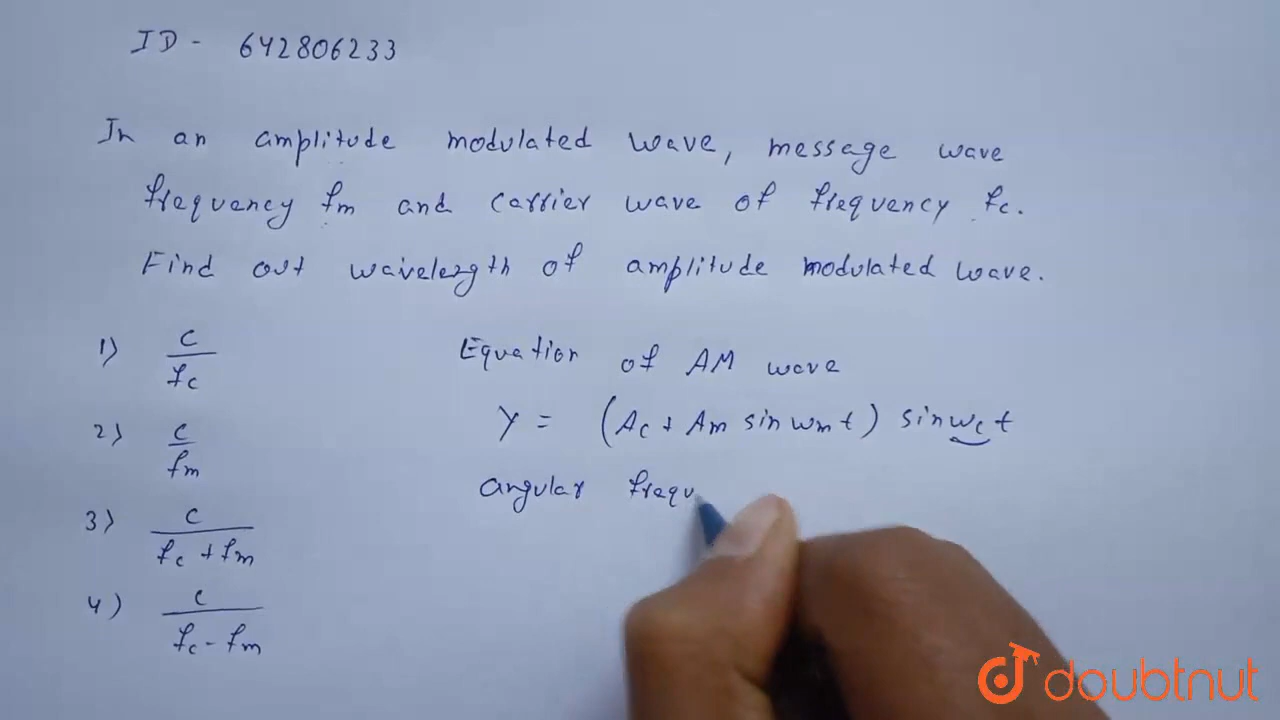 ID - 642806233
In an amplitude modulated wave, message wave
frequency fm and carrier wave of frequency fc.
Find out wavelength of amplitude modulated wave.
1) c/fc
2) c/fm
3) c/(fc + fm)
4) c/(fc - fm)
Equation of AM wave
Y = (Ac + Am sin wmt) sin wct
angular frequ
doubtnut